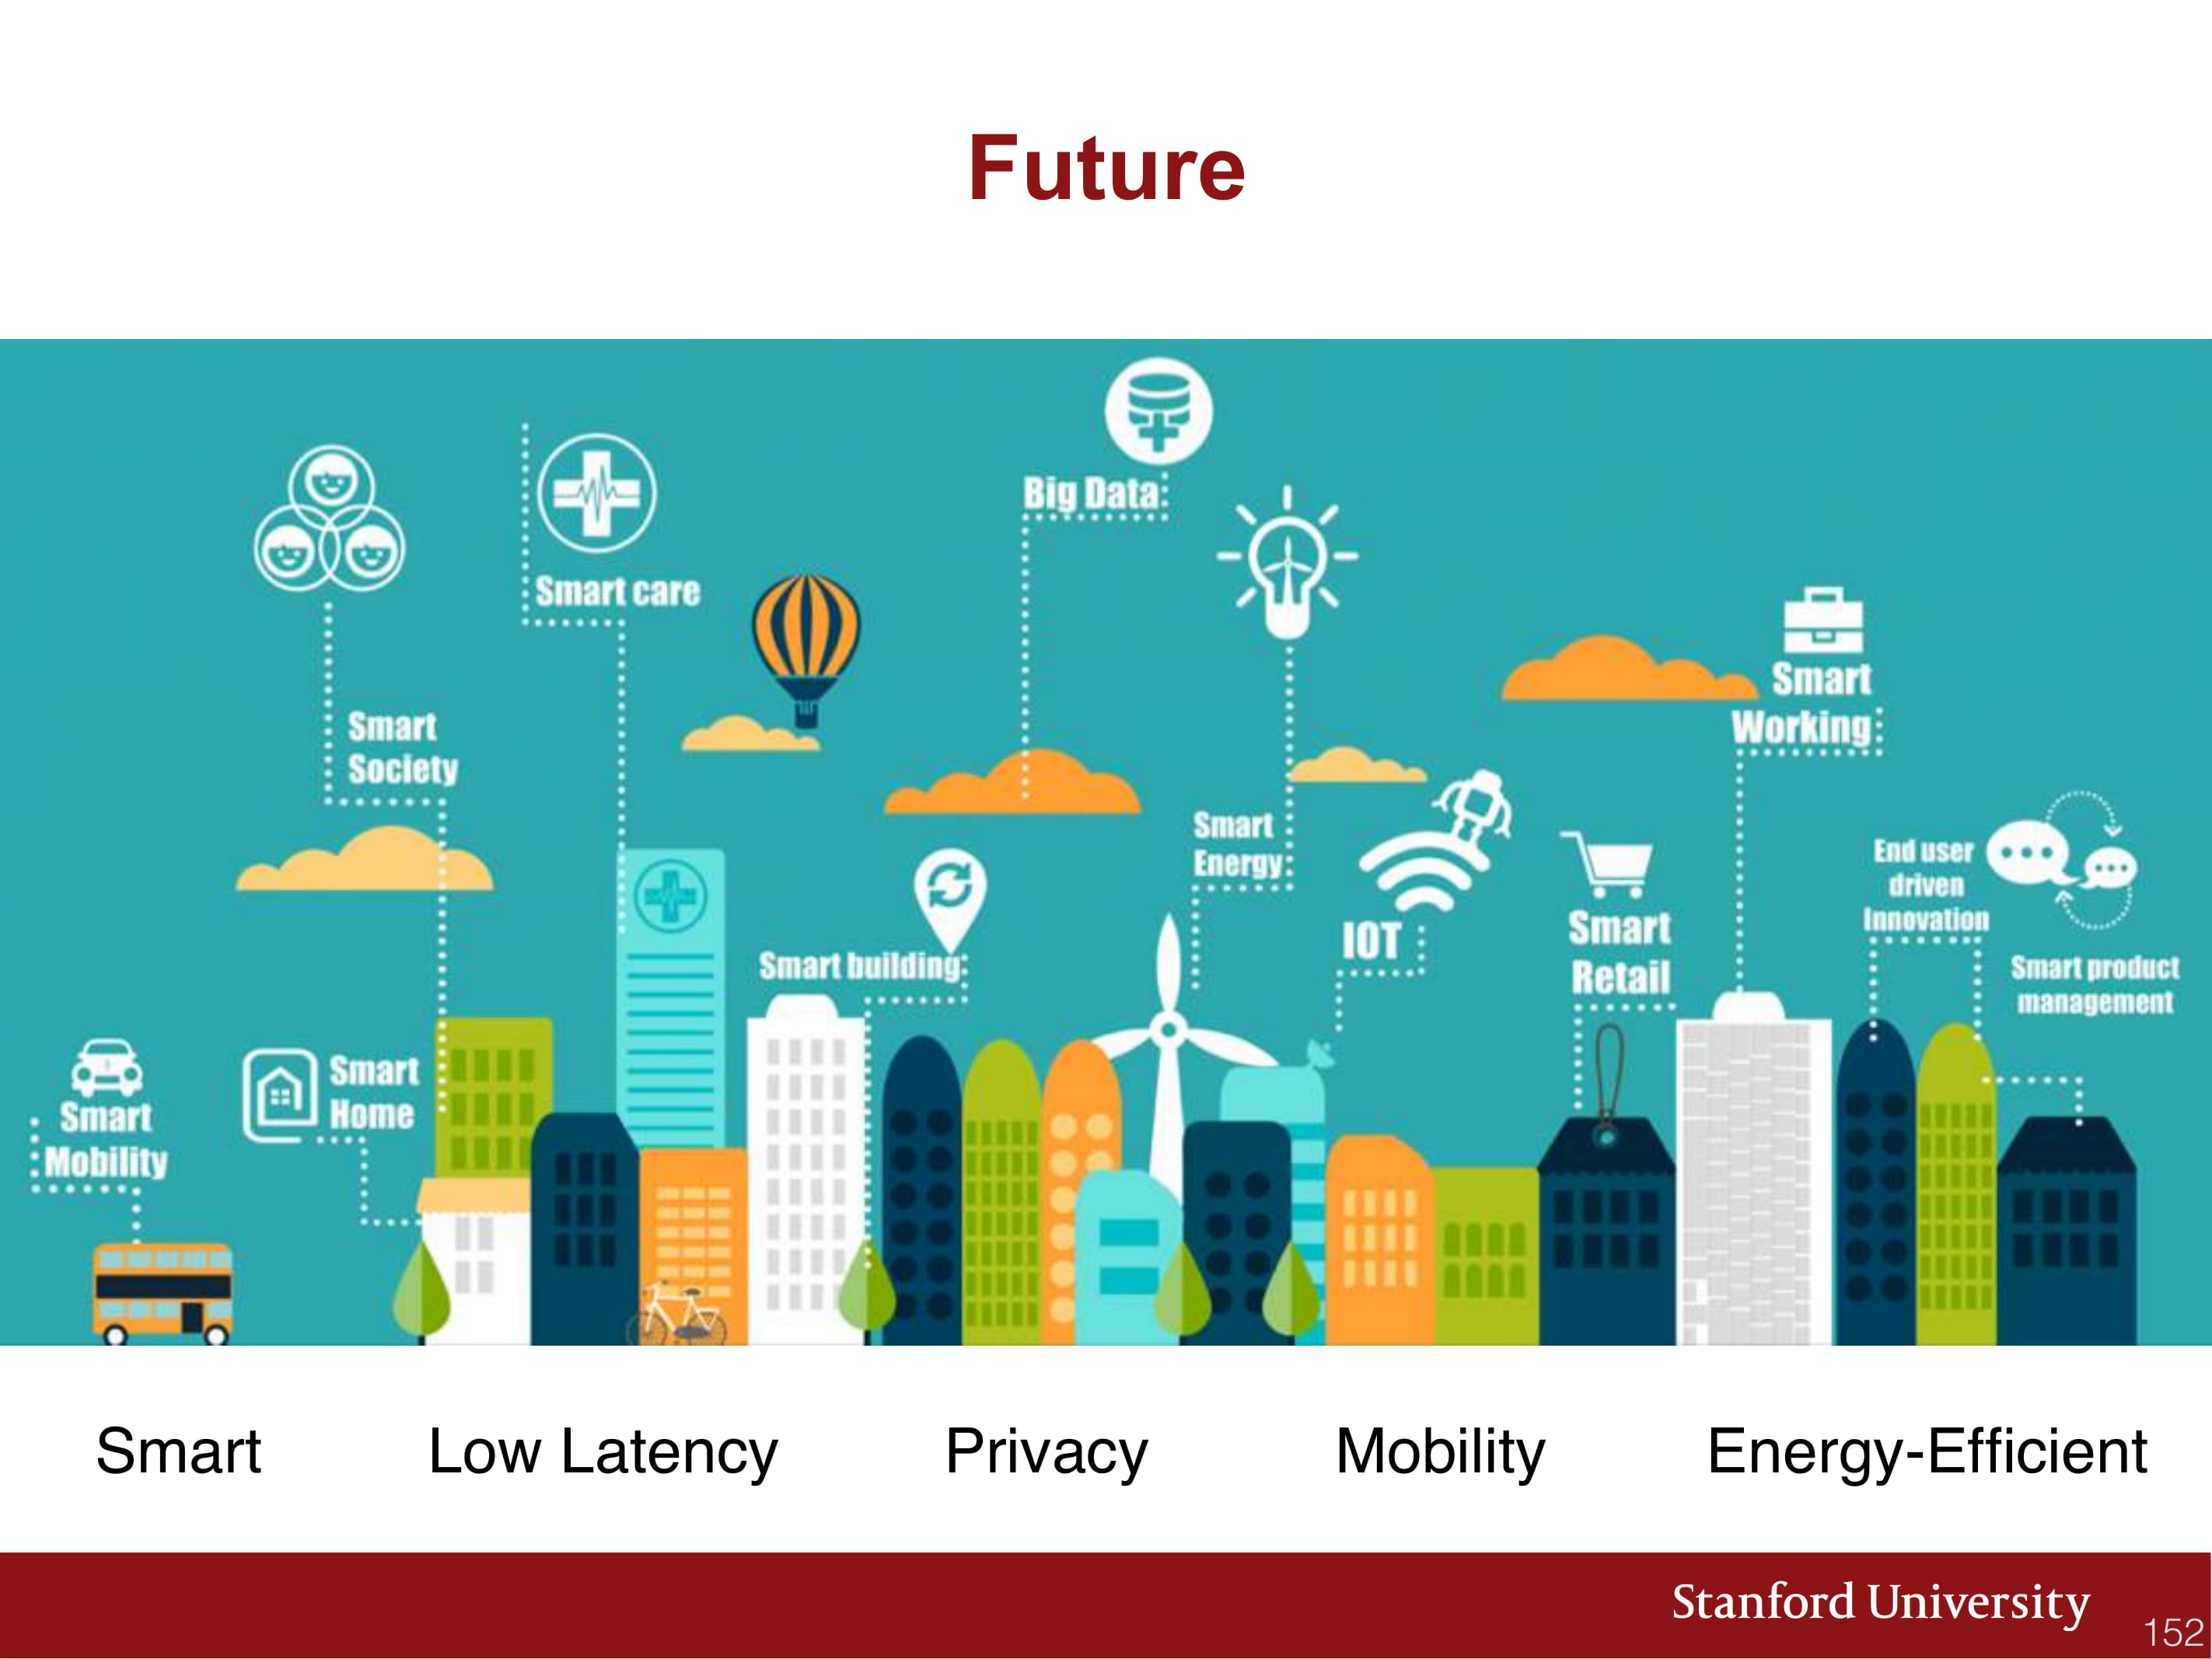 Future
Big Data
Smart care
Smart
Working
Smart
Society
Smart
Energy
End user
driven
Innovation
IOT
Smart
Retail
Smart building
Smart product
management
Smart
Home
Smart
Mobility
Smart Low Latency Privacy Mobility Energy-Efficient
Stanford University
152